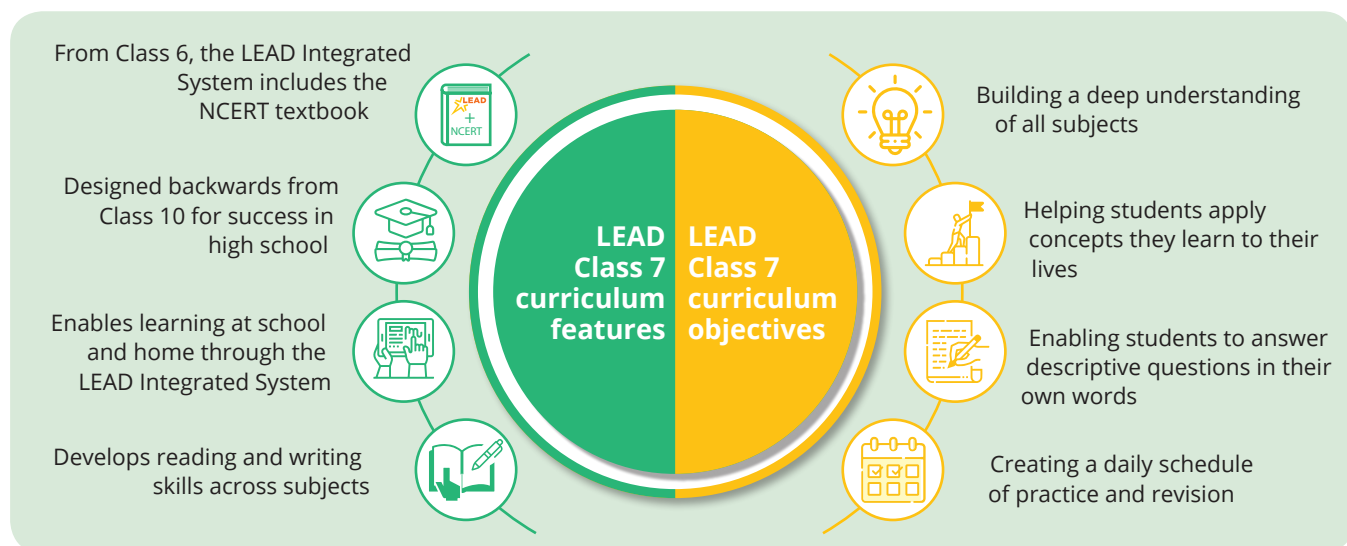 From Class 6, the LEAD Integrated
System includes the
NCERT textbook
LEAD
+
NCERT
Designed backwards from
Class 10 for success in
high school
Enables learning at school
and home through the
LEAD Integrated System
Develops reading and writing
skills across subjects
LEAD
Class 7
curriculum
features
LEAD
Class 7
curriculum
objectives
Building a deep understanding
of all subjects
Helping students apply
concepts they learn to their
lives
Enabling students to answer
descriptive questions in their
own words
Creating a daily schedule
of practice and revision